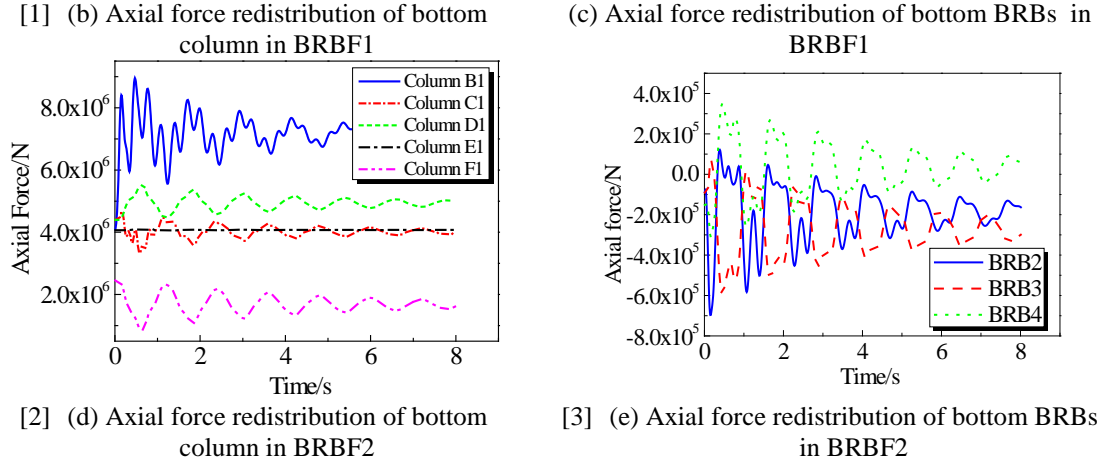 [1] (b) Axial force redistribution of bottom
column in BRBF1
(c) Axial force redistribution of bottom BRBs in
BRBF1
Axial Force/N
8.0x10^6
6.0x10^6
4.0x10^6
2.0x10^6
Column B1
Column C1
Column D1
Column E1
Column F1
0 2 4 6 8
Time/s
Axial force/N
4.0x10^5
2.0x10^5
0.0
-2.0x10^5
-4.0x10^5
-6.0x10^5
-8.0x10^5
BRB2
BRB3
BRB4
0 2 4 6 8
Time/s
[2] (d) Axial force redistribution of bottom
column in BRBF2
[3] (e) Axial force redistribution of bottom BRBs
in BRBF2